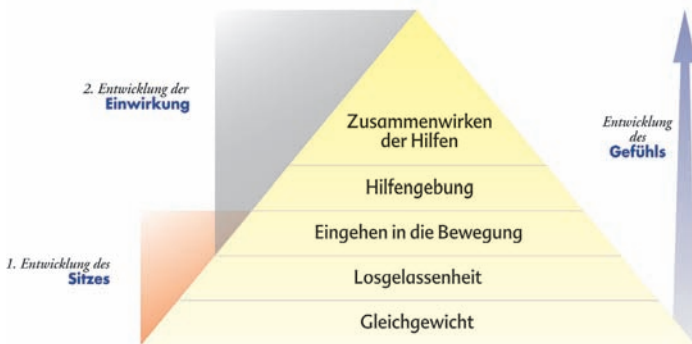 2. Entwicklung der
Einwirkung
1. Entwicklung des
Sitzes
Zusammenwirken
der Hilfen
Hilfengebung
Eingehen in die Bewegung
Losgelassenheit
Gleichgewicht
Entwicklung
des
Gefühls